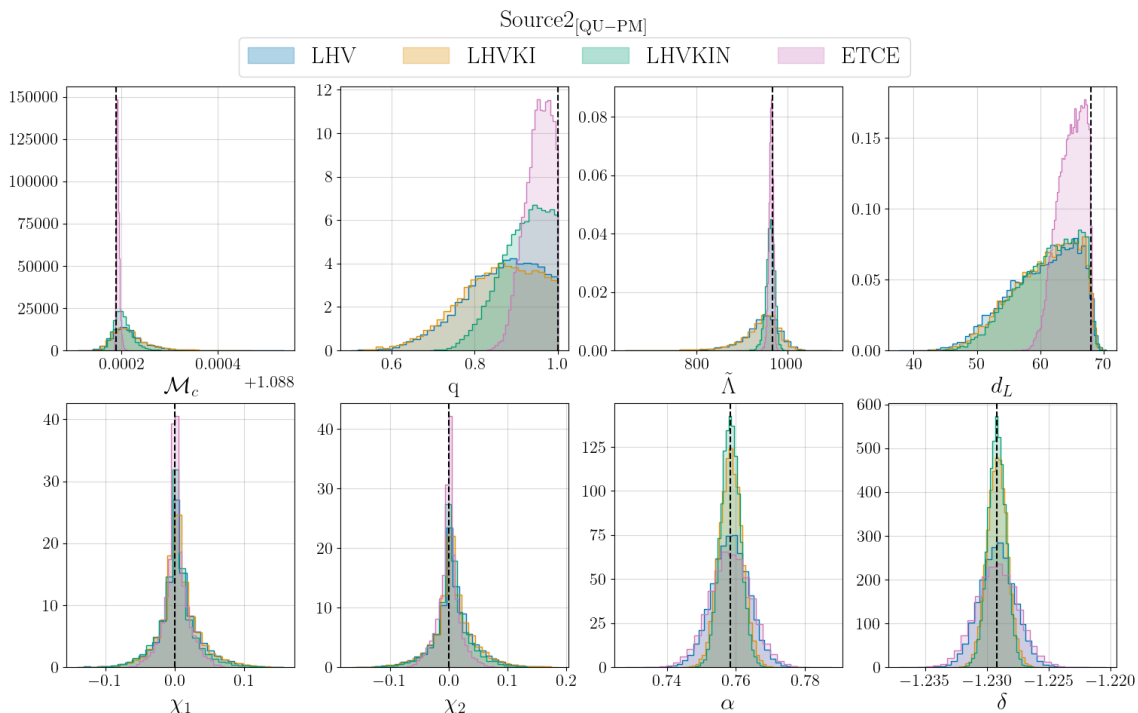 Source2[QU−PM]
LHV LHVKI LHVKIN ETCE
150000 125000 100000 75000 50000 25000 0
0.0002 0.0004
+1.088
ℳc
12 10 8 6 4 2 0
0.6 0.8 1.0
q
0.08 0.06 0.04 0.02 0.00
800 1000
Λ̃
0.15 0.10 0.05 0.00
40 50 60 70
dL
40 30 20 10 0
−0.1 0.0 0.1
χ1
40 30 20 10 0
−0.1 0.0 0.1 0.2
χ2
125 100 75 50 25 0
0.74 0.76 0.78
α
600 500 400 300 200 100 0
−1.235 −1.230 −1.225 −1.220
δ